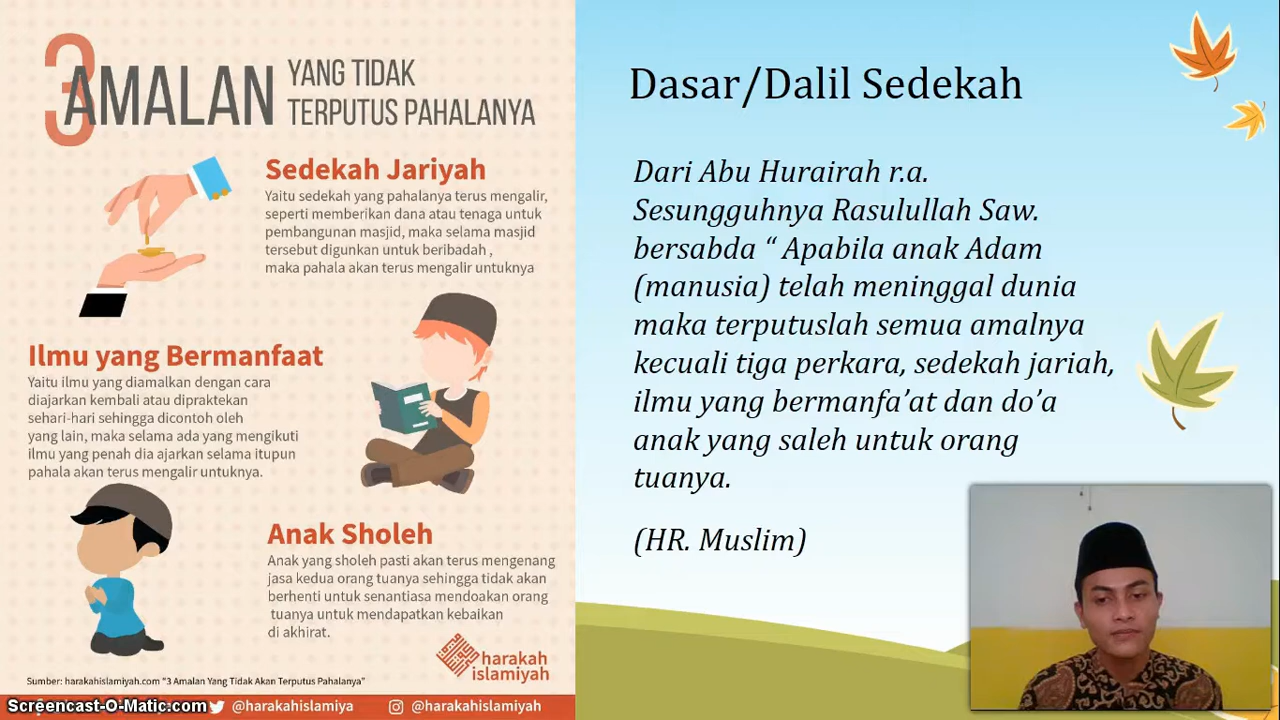 3 AMALAN
YANG TIDAK
TERPUTUS PAHALANYA
Sedekah Jariyah
Yaitu sedekah yang pahalanya terus mengalir,
seperti memberikan dana atau tenaga untuk
pembangunan masjid, maka selama masjid
tersebut digunkan untuk beribadah ,
maka pahala akan terus mengalir untuknya
Ilmu yang Bermanfaat
Yaitu ilmu yang diamalkan dengan cara
diajarkan kembali atau dipraktekan
sehari-hari sehingga dicontoh oleh
yang lain, maka selama ada yang mengikuti
ilmu yang penah dia ajarkan selama itupun
pahala akan terus mengalir untuknya.
Anak Sholeh
Anak yang sholeh pasti akan terus mengenang
jasa kedua orang tuanya sehingga tidak akan
berhenti untuk senantiasa mendoakan orang
tuanya untuk mendapatkan kebaikan
di akhirat.
harakah
islamiyah
Sumber: harakahislamiyah.com "3 Amalan Yang Tidak Akan Terputus Pahalanya"
Screencast-O-Matic.com
@harakahislamiya
@harakahislamiyah
Dasar/Dalil Sedekah
Dari Abu Hurairah r.a.
Sesungguhnya Rasulullah Saw.
bersabda “ Apabila anak Adam
(manusia) telah meninggal dunia
maka terputuslah semua amalnya
kecuali tiga perkara, sedekah jariah,
ilmu yang bermanfa’at dan do’a
anak yang saleh untuk orang
tuanya.
(HR. Muslim)